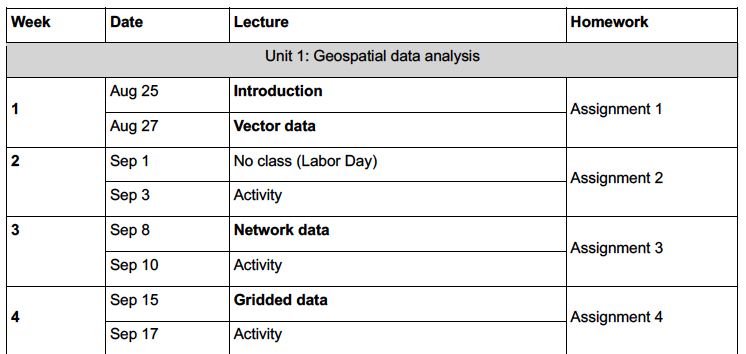 Week Date Lecture Homework
Unit 1: Geospatial data analysis
1 Aug 25 Introduction Assignment 1
Aug 27 Vector data
2 Sep 1 No class (Labor Day) Assignment 2
Sep 3 Activity
3 Sep 8 Network data Assignment 3
Sep 10 Activity
4 Sep 15 Gridded data Assignment 4
Sep 17 Activity